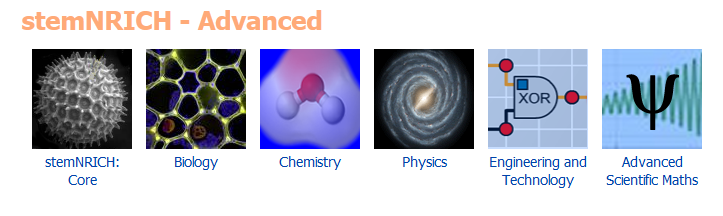 stemNRICH - Advanced
XOR
ψ
stemNRICH:
Core
Biology
Chemistry
Physics
Engineering and
Technology
Advanced
Scientific Maths